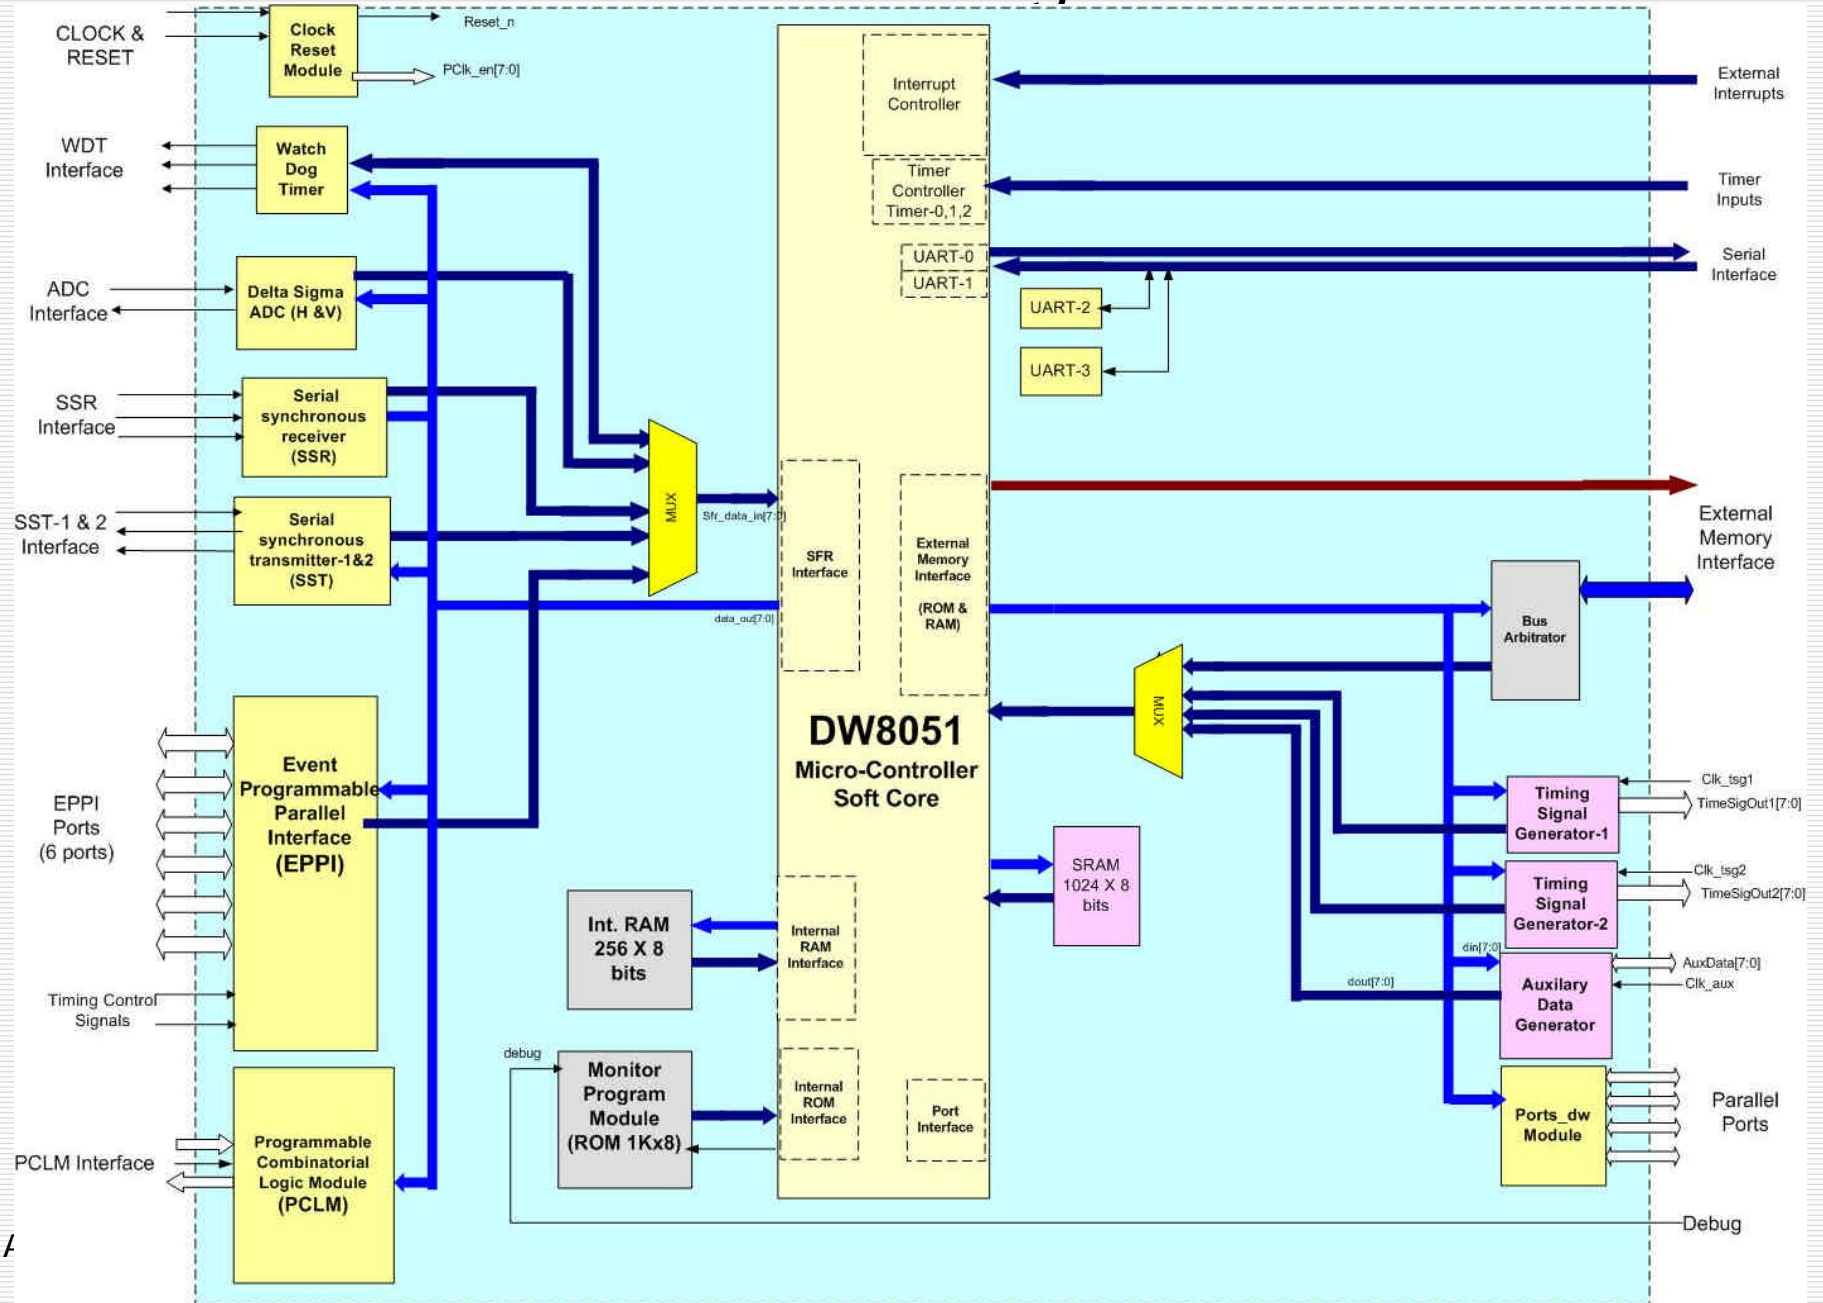 CLOCK &
RESET
Clock
Reset
Module
Reset_n
PClk_en[7:0]
WDT
Interface
Watch
Dog
Timer
ADC
Interface
Delta Sigma
ADC (H &V)
SSR
Interface
Serial
synchronous
receiver
(SSR)
SST-1 & 2
Interface
Serial
synchronous
transmitter-1&2
(SST)
EPPI
Ports
(6 ports)
Event
Programmable
Parallel
Interface
(EPPI)
Timing Control
Signals
PCLM Interface
Programmable
Combinatorial
Logic Module
(PCLM)
MUX
Sfr_data_in[7:0]
data_out[7:0]
Int. RAM
256 X 8
bits
debug
Monitor
Program
Module
(ROM 1Kx8)
Interrupt
Controller
Timer
Controller
Timer-0,1,2
UART-0
UART-1
SFR
Interface
External
Memory
Interface
(ROM &
RAM)
DW8051
Micro-Controller
Soft Core
Internal
RAM
Interface
Internal
ROM
Interface
Port
Interface
UART-2
UART-3
MUX
SRAM
1024 X 8
bits
External
Interrupts
Timer
Inputs
Serial
Interface
External
Memory
Interface
Bus
Arbitrator
Timing
Signal
Generator-1
Clk_tsg1
TimeSigOut1[7:0]
Timing
Signal
Generator-2
Clk_tsg2
TimeSigOut2[7:0]
din[7:0]
dout[7:0]
Auxilary
Data
Generator
AuxData[7:0]
Clk_aux
Ports_dw
Module
Parallel
Ports
Debug